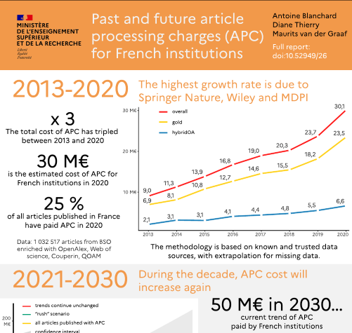 MINISTÈRE
DE L'ENSEIGNEMENT
SUPÉRIEUR
ET DE LA RECHERCHE
Liberté
Égalité
Fraternité
Past and future article
processing charges (APC)
for French institutions
Antoine Blanchard
Diane Thierry
Maurits van der Graaf
Full report:
doi:10.52949/26
2013-2020
x 3
The total cost of APC has tripled
between 2013 and 2020
30 M€
is the estimated cost of APC for
French institutions in 2020
25 %
of all articles published in France
have paid APC in 2020
Data: 1 032 517 articles from BSO
enriched with OpenAlex, Web of
science, Couperin, QOAM
The highest growth rate is due to
Springer Nature, Wiley and MDPI
30 M€
20 M€
10 M€
overall
gold
hybridOA
9,0 11,3 13,9 16,8 19,0 20,3 23,7 30,1
6,9 8,1 10,8 12,7 14,6 15,5 18,2 23,5
2,1 3,1 3,1 4,1 4,4 4,8 5,5 6,6
2013 2014 2015 2016 2017 2018 2019 2020
The methodology is based on known and trusted data
sources, with extrapolation for missing data.
2021-2030
During the decade, APC cost will
increase again
200
M€
trends continue unchanged
"rush" scenario
all articles published with APC
confidence interval
50 M€ in 2030...
current trend of APC
paid by French institutions